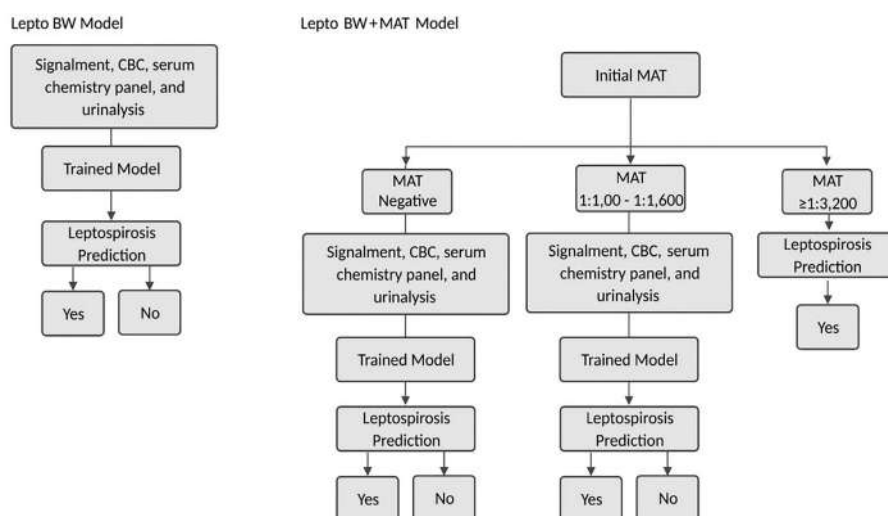 Lepto BW Model
Signalment, CBC, serum
chemistry panel, and
urinalysis
Trained Model
Leptospirosis
Prediction
Yes
No
Lepto BW+MAT Model
Initial MAT
MAT
Negative
Signalment, CBC, serum
chemistry panel, and
urinalysis
Trained Model
Leptospirosis
Prediction
Yes
No
MAT
1:1,00 - 1:1,600
Signalment, CBC, serum
chemistry panel, and
urinalysis
Trained Model
Leptospirosis
Prediction
Yes
No
MAT
≥1:3,200
Leptospirosis
Prediction
Yes